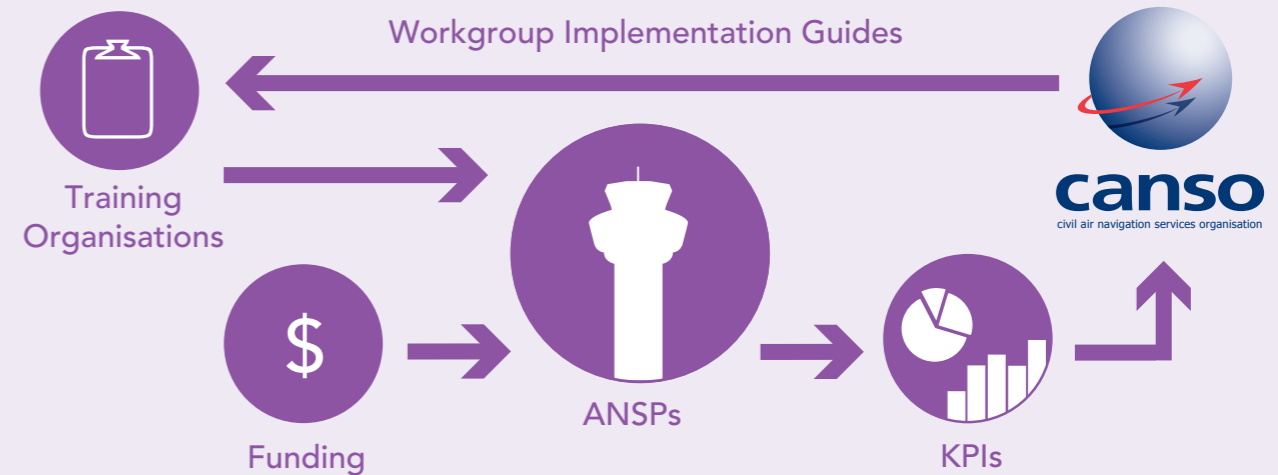 Workgroup Implementation Guides
Training
Organisations
canso
civil air navigation services organisation
$
Funding
ANSPs
KPIs